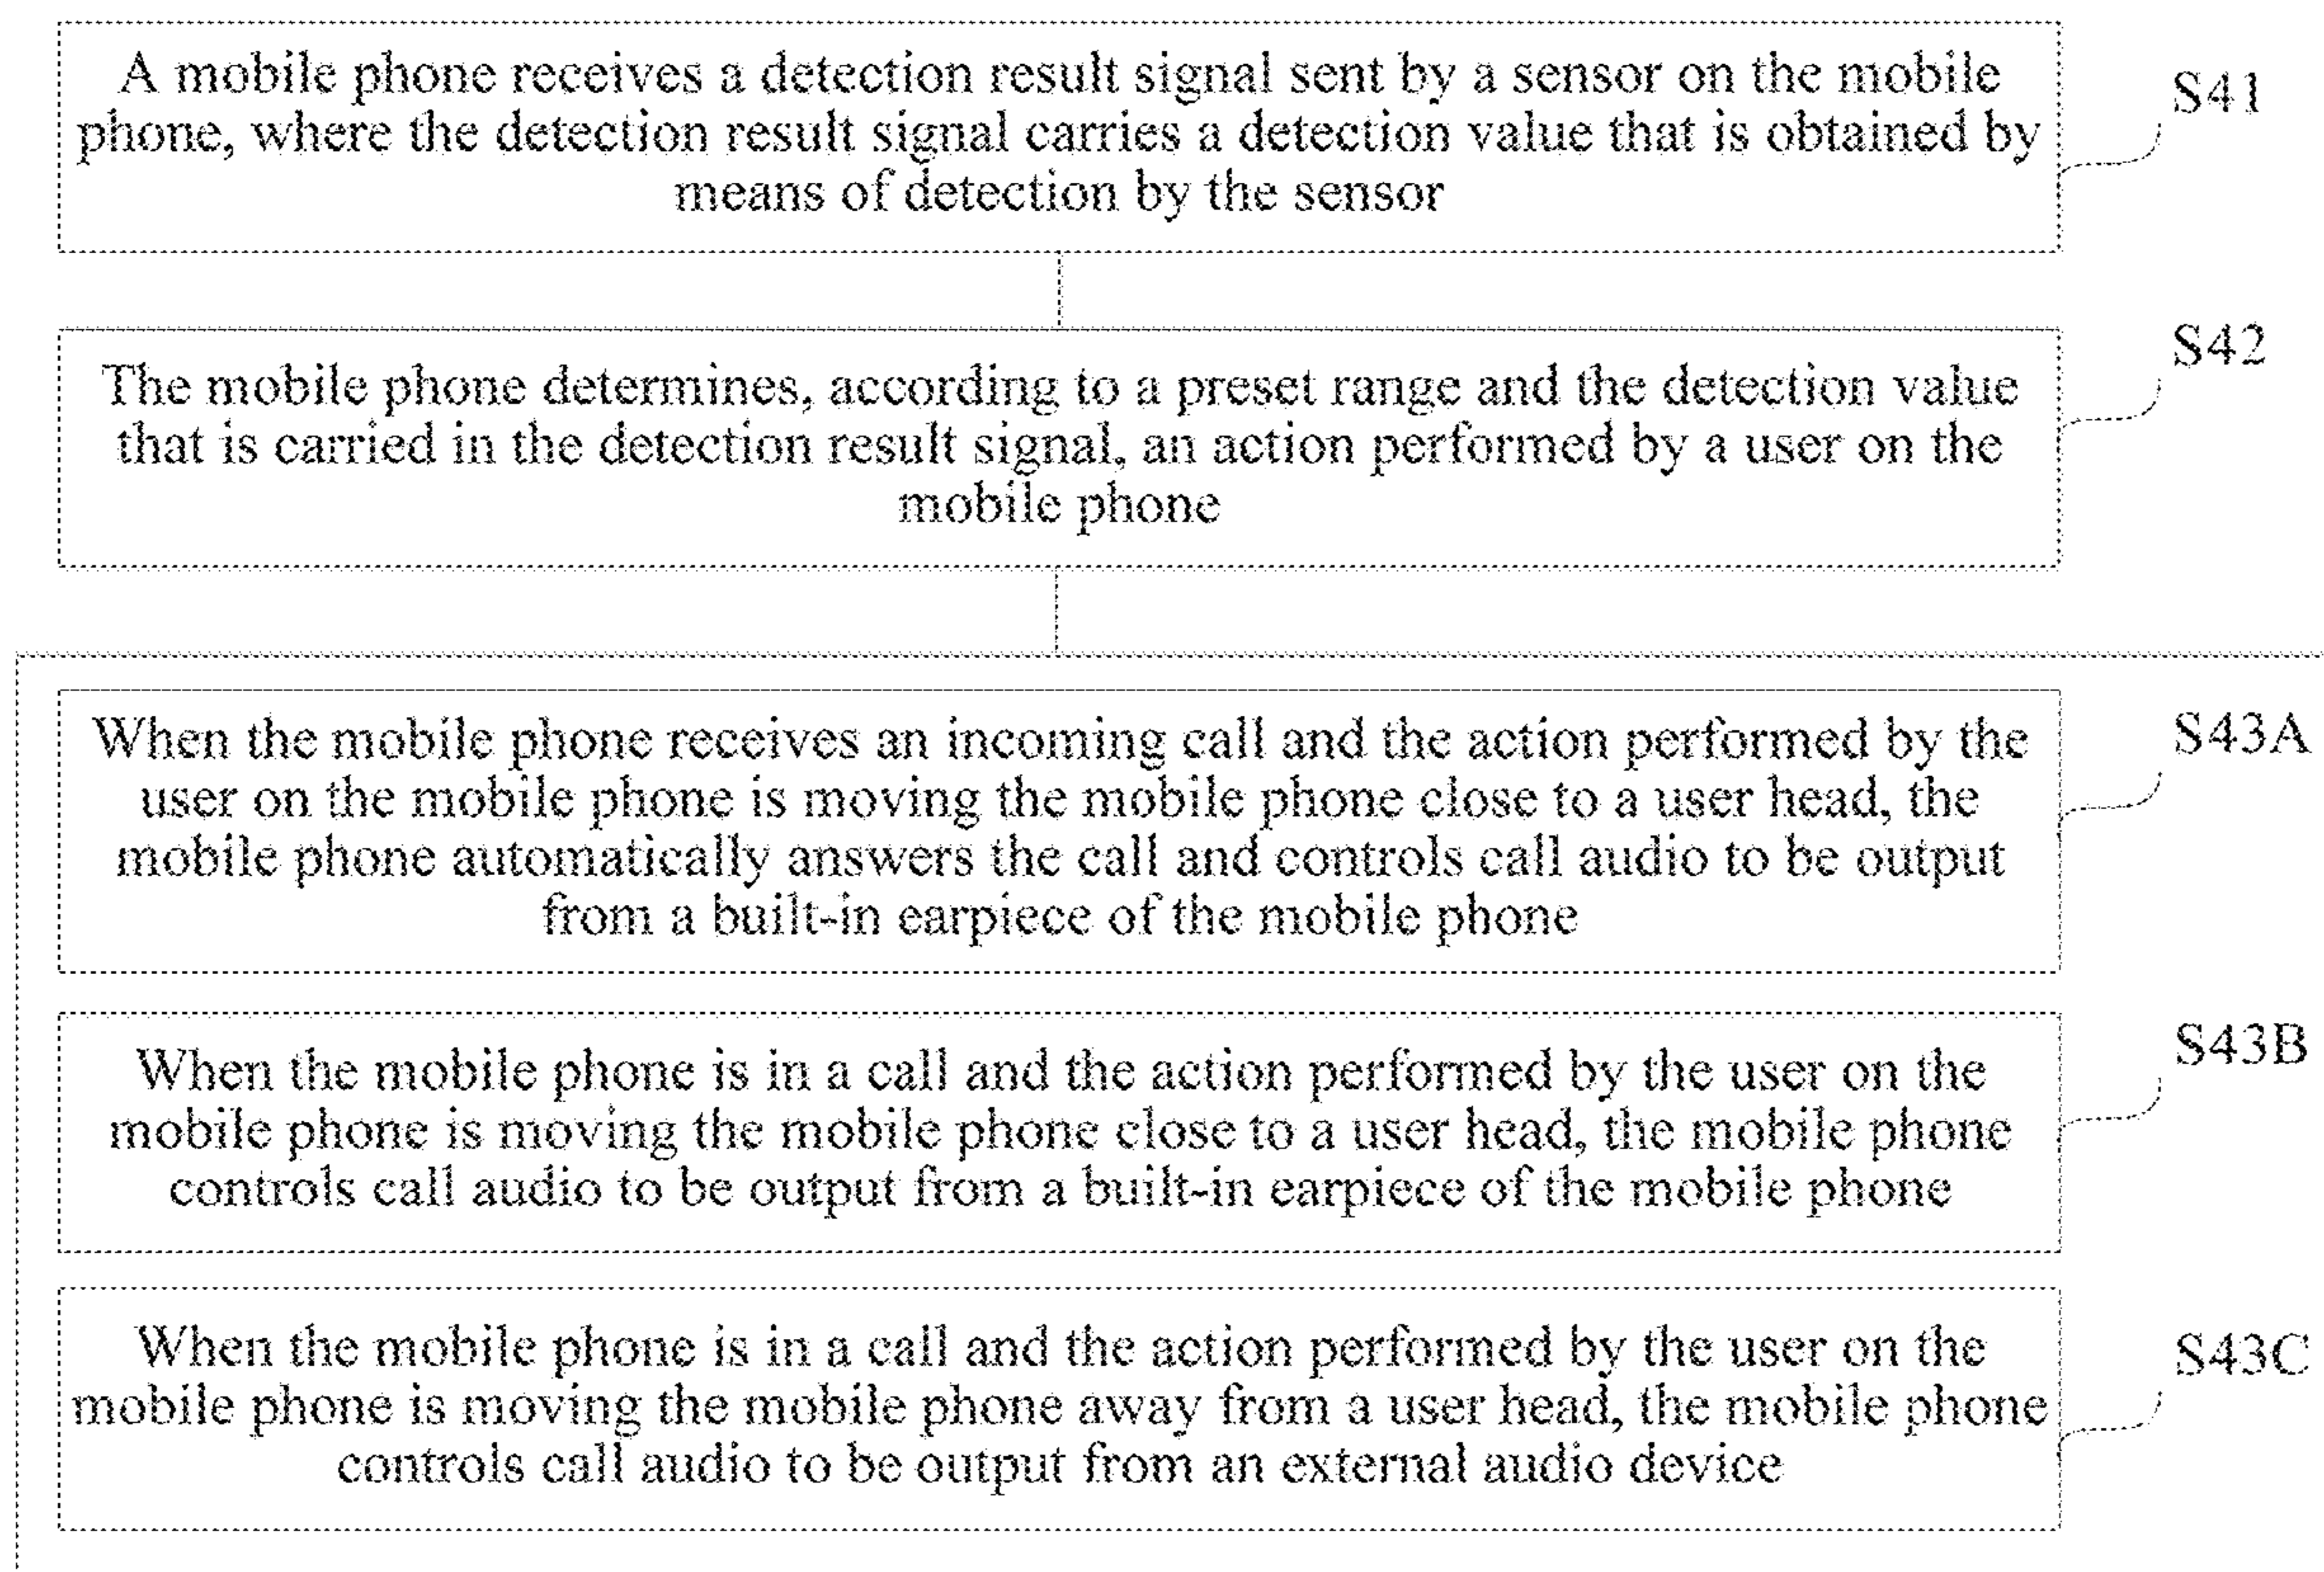 A mobile phone receives a detection result signal sent by a sensor on the mobile
phone, where the detection result signal carries a detection value that is obtained by
means of detection by the sensor
S41
The mobile phone determines, according to a preset range and the detection value
that is carried in the detection result signal, an action performed by a user on the
mobile phone
S42
When the mobile phone receives an incoming call and the action performed by the
user on the mobile phone is moving the mobile phone close to a user head, the
mobile phone automatically answers the call and controls call audio to be output
from a built-in earpiece of the mobile phone
S43A
When the mobile phone is in a call and the action performed by the user on the
mobile phone is moving the mobile phone close to a user head, the mobile phone
controls call audio to be output from a built-in earpiece of the mobile phone
S43B
When the mobile phone is in a call and the action performed by the user on the
mobile phone is moving the mobile phone away from a user head, the mobile phone
controls call audio to be output from an external audio device
S43C